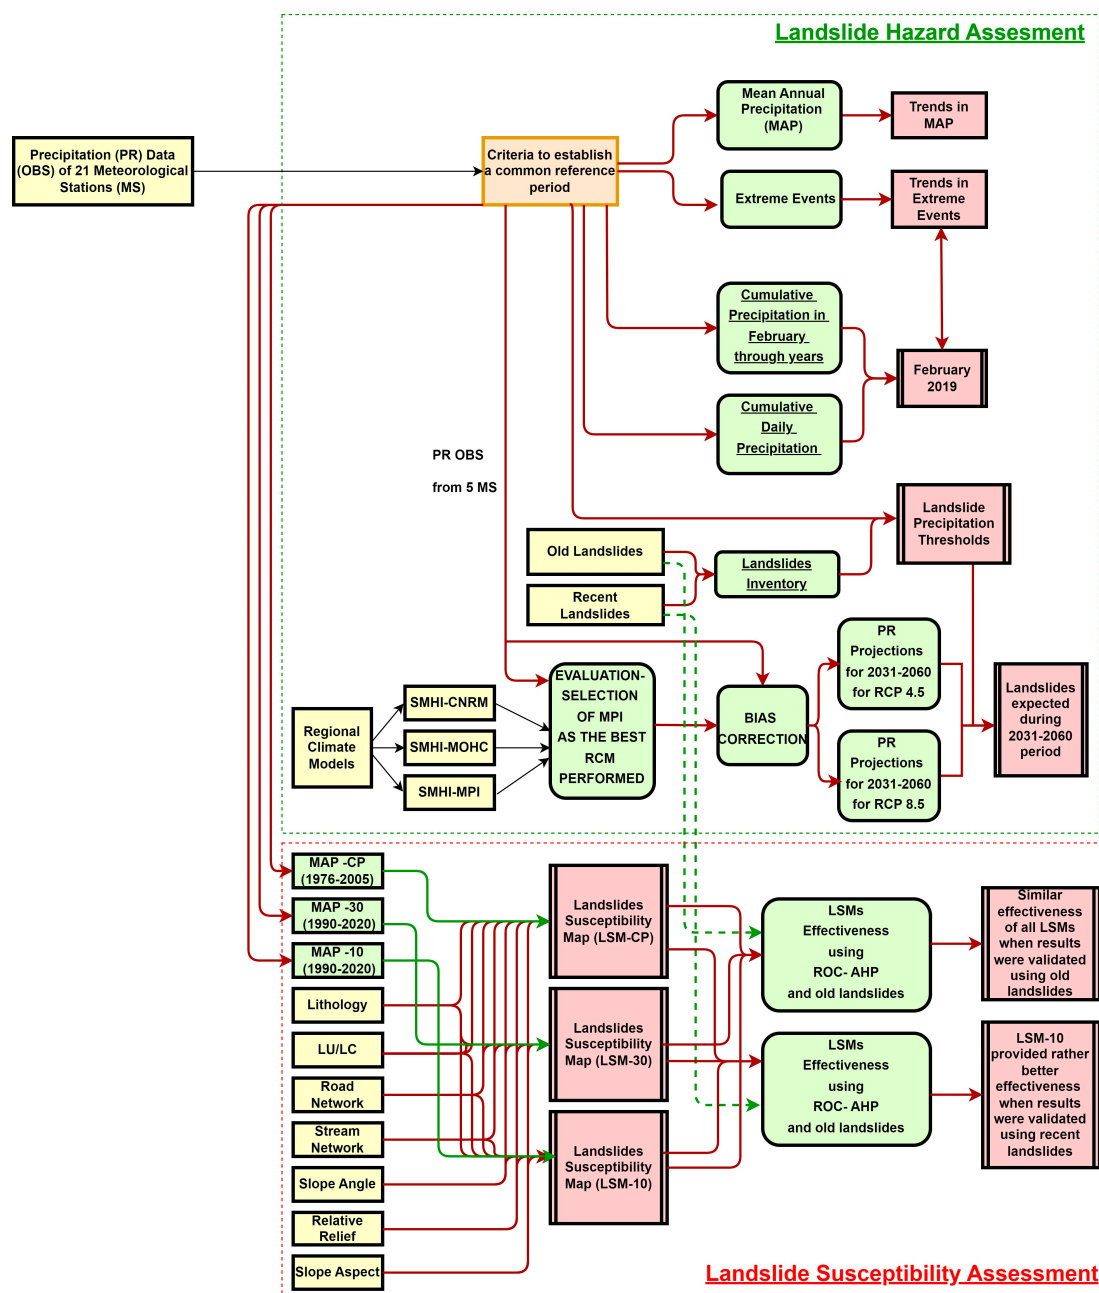 Landslide Hazard Assesment
Mean Annual
Precipitation
(MAP)
Trends in
MAP
Precipitation (PR) Data
(OBS) of 21 Meteorological
Stations (MS)
Criteria to establish
a common reference
period
Extreme Events
Trends in
Extreme
Events
Cumulative
Precipitation in
February
through years
February
2019
Cumulative
Daily
Precipitation
PR OBS
from 5 MS
Landslide
Precipitation
Thresholds
Old Landslides
Landslides
Inventory
Recent
Landslides
PR
Projections
for 2031-2060
for RCP 4.5
Regional
Climate
Models
SMHI-CNRM
SMHI-MOHC
SMHI-MPI
EVALUATION-
SELECTION
OF MPI
AS THE BEST
RCM
PERFORMED
BIAS
CORRECTION
Landslides
expected
during
2031-2060
period
PR
Projections
for 2031-2060
for RCP 8.5
MAP -CP
(1976-2005)
MAP -30
(1990-2020)
MAP -10
(1990-2020)
Lithology
LU/LC
Road
Network
Stream
Network
Slope Angle
Relative
Relief
Slope Aspect
Landslides
Susceptibility
Map (LSM-CP)
Landslides
Susceptibility
Map (LSM-30)
Landslides
Susceptibility
Map (LSM-10)
LSMs
Effectiveness
using
ROC- AHP
and old landslides
Similar
effectiveness
of all LSMs
when results
were validated
using old
landslides
LSMs
Effectiveness
using
ROC- AHP
and old landslides
LSM-10
provided rather
better
effectiveness
when results
were validated
using recent
landslides
Landslide Susceptibility Assessment